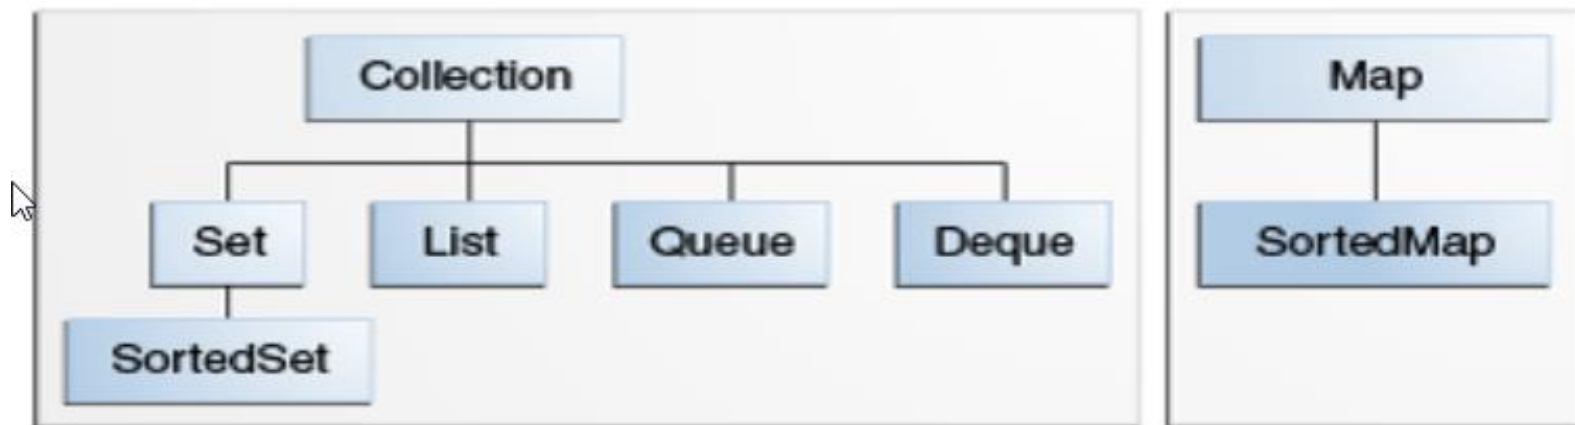 Collection
Map
Set
List
Queue
Deque
SortedMap
SortedSet